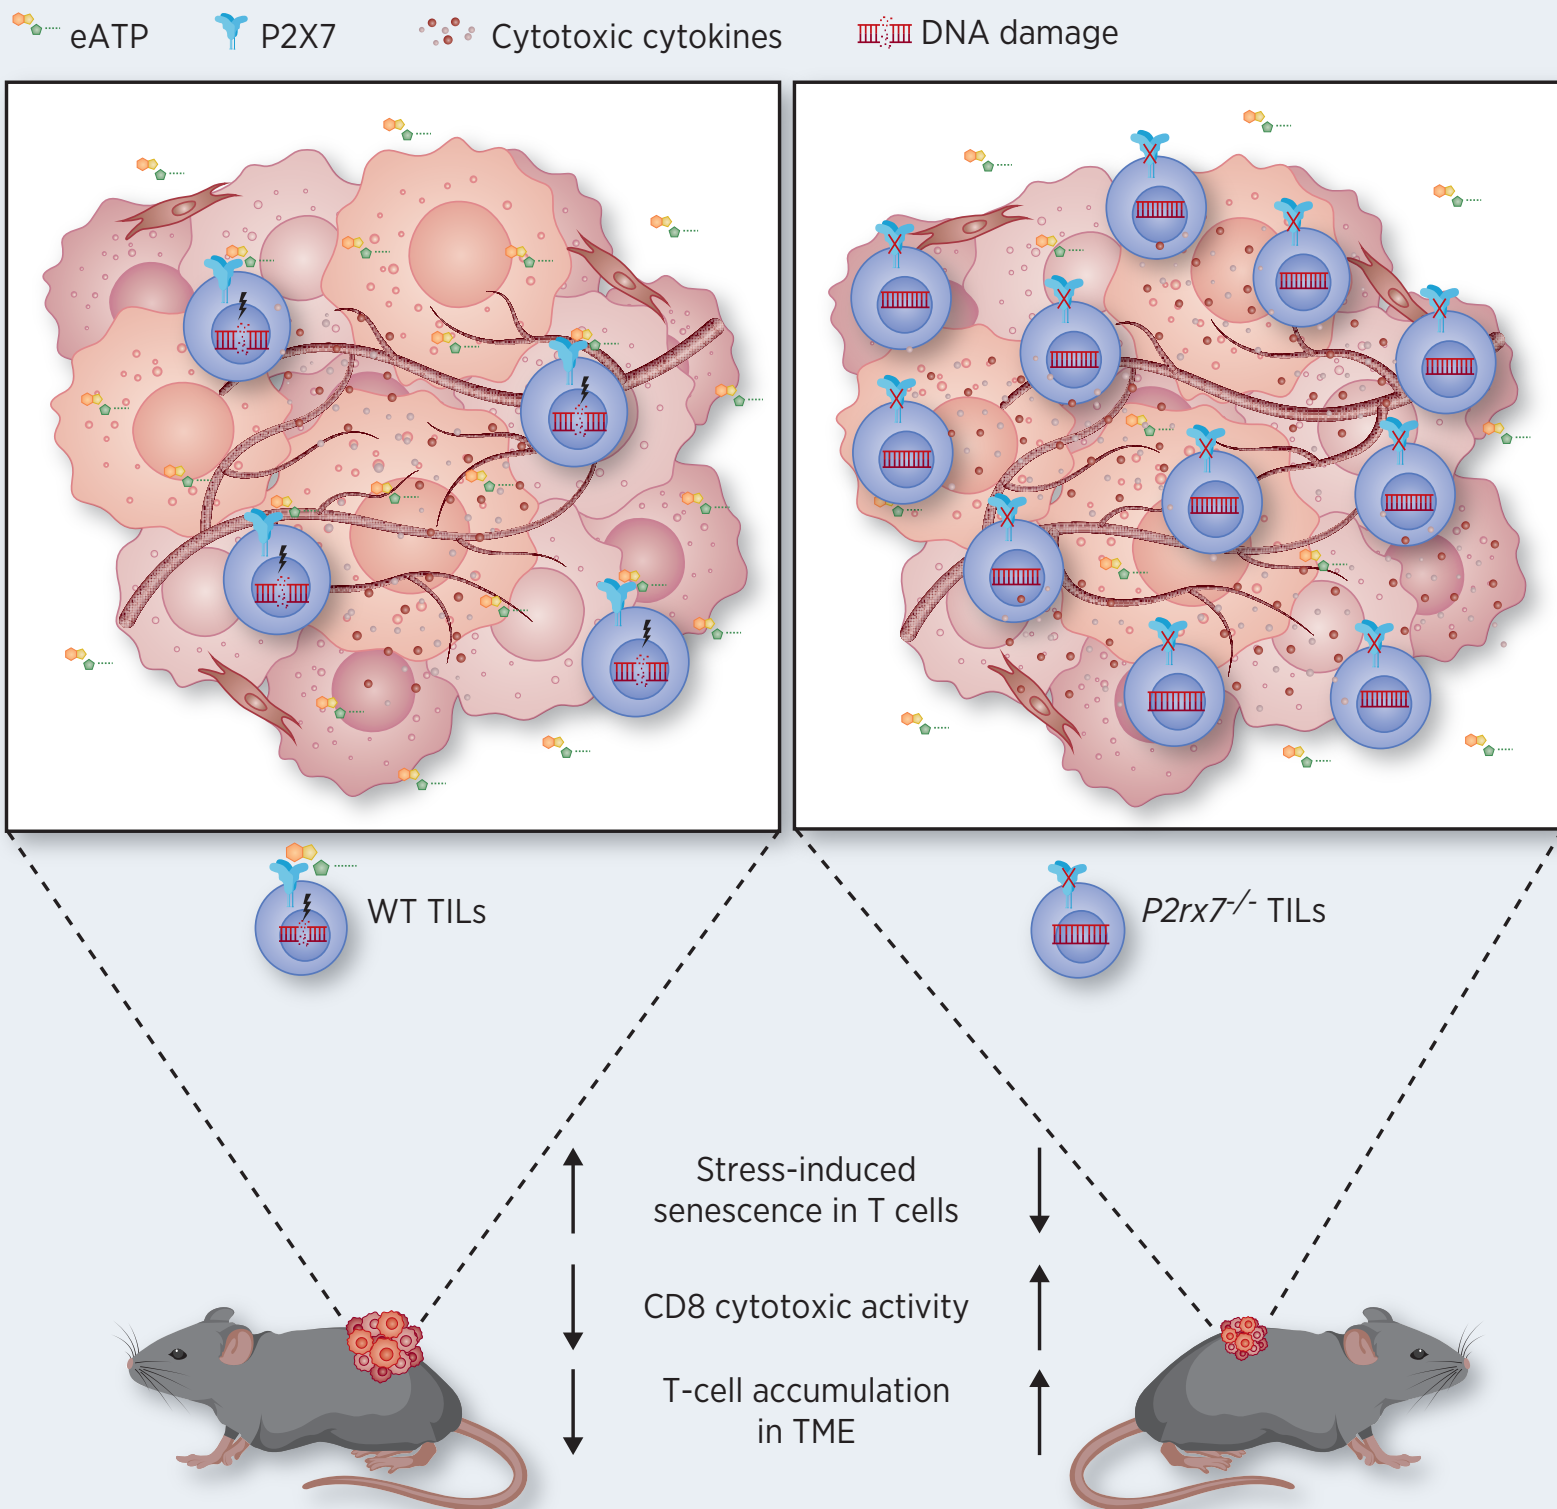 eATP
P2X7
Cytotoxic cytokines
DNA damage
WT TILs
P2rx7-/- TILs
Stress-induced
senescence in T cells
CD8 cytotoxic activity
T-cell accumulation
in TME